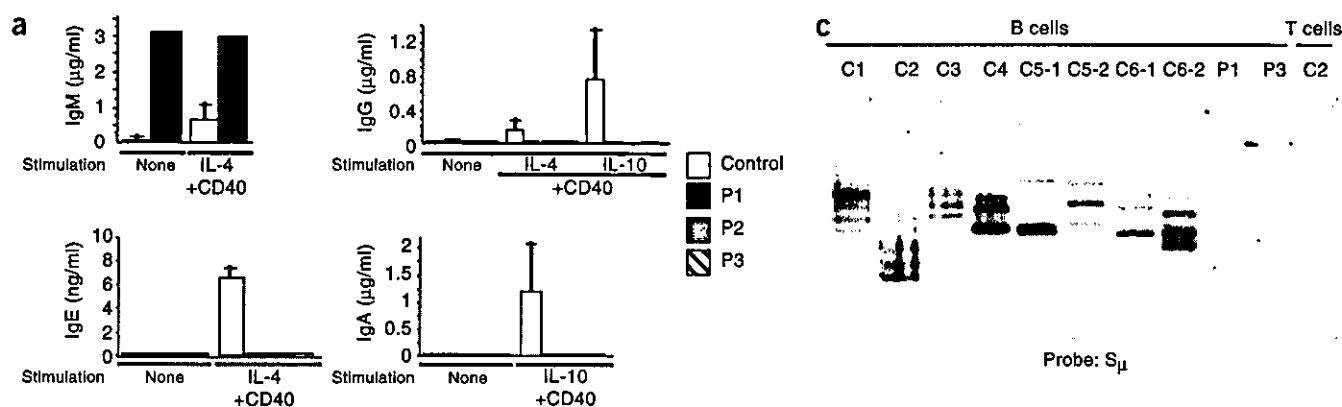 a
IgM (μg/ml)
3
2
1
0
Stimulation
None
IL-4
+CD40
IgG (μg/ml)
1.2
0.8
0.4
0
Stimulation
None
IL-4
IL-10
+CD40
Control
P1
P2
P3
IgE (ng/ml)
10
8
6
4
2
0
Stimulation
None
IL-4
+CD40
IgA (μg/ml)
2
1.5
1
0.5
0
Stimulation
None
IL-10
+CD40
c
B cells
T cells
C1 C2 C3 C4 C5-1 C5-2 C6-1 C6-2 P1 P3 C2
Probe: Sμ